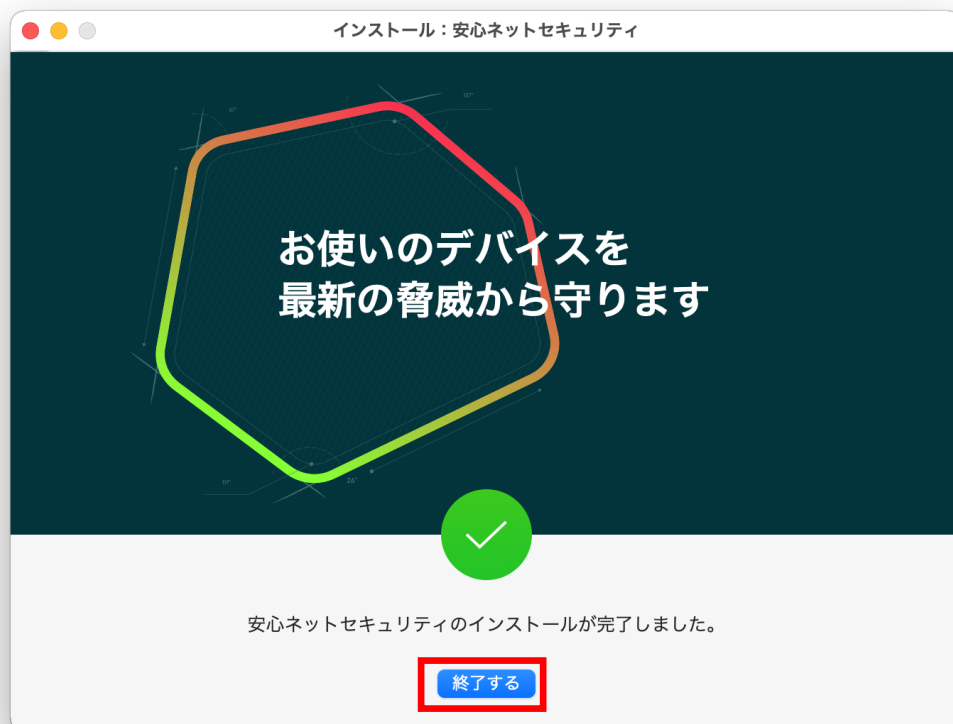 インストール：安心ネットセキュリティ
お使いのデバイスを
最新の脅威から守ります
安心ネットセキュリティのインストールが完了しました。
終了する